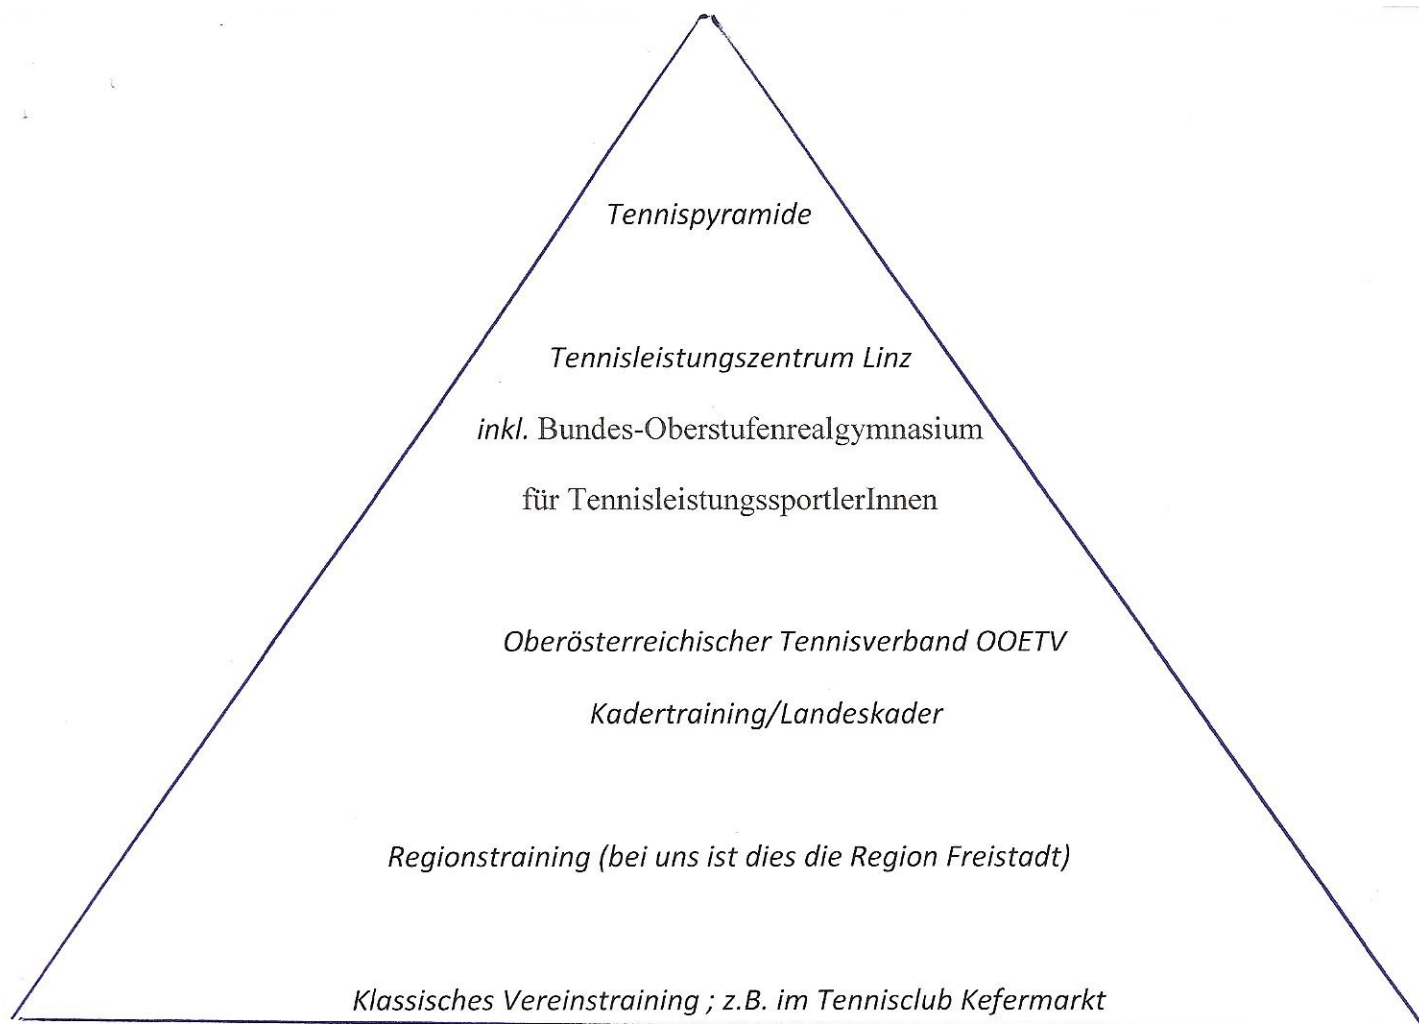 Tennispyramide
Tennisleistungszentrum Linz
inkl. Bundes-Oberstufenrealgymnasium
für TennisleistungssportlerInnen
Oberösterreichischer Tennisverband OOETV
Kadertraining/Landeskader
Regionstraining (bei uns ist dies die Region Freistadt)
Klassisches Vereinstraining ; z.B. im Tennisclub Kefermarkt